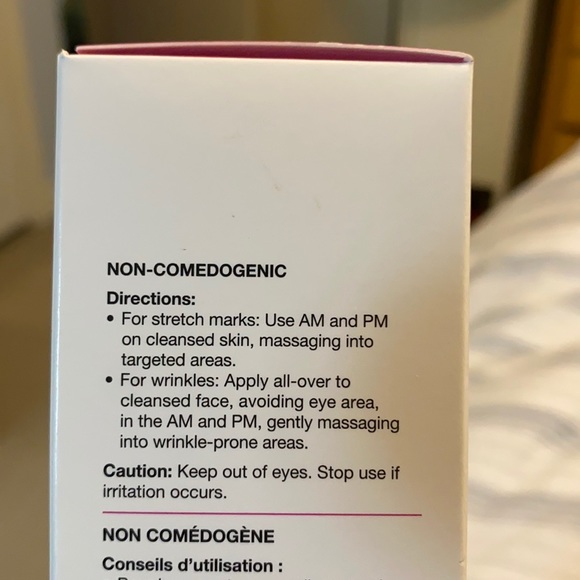 NON-COMEDOGENIC
Directions:
• For stretch marks: Use AM and PM
on cleansed skin, massaging into
targeted areas.
• For wrinkles: Apply all-over to
cleansed face, avoiding eye area,
in the AM and PM, gently massaging
into wrinkle-prone areas.
Caution: Keep out of eyes. Stop use if
irritation occurs.
NON COMÉDOGÈNE
Conseils d'utilisation :